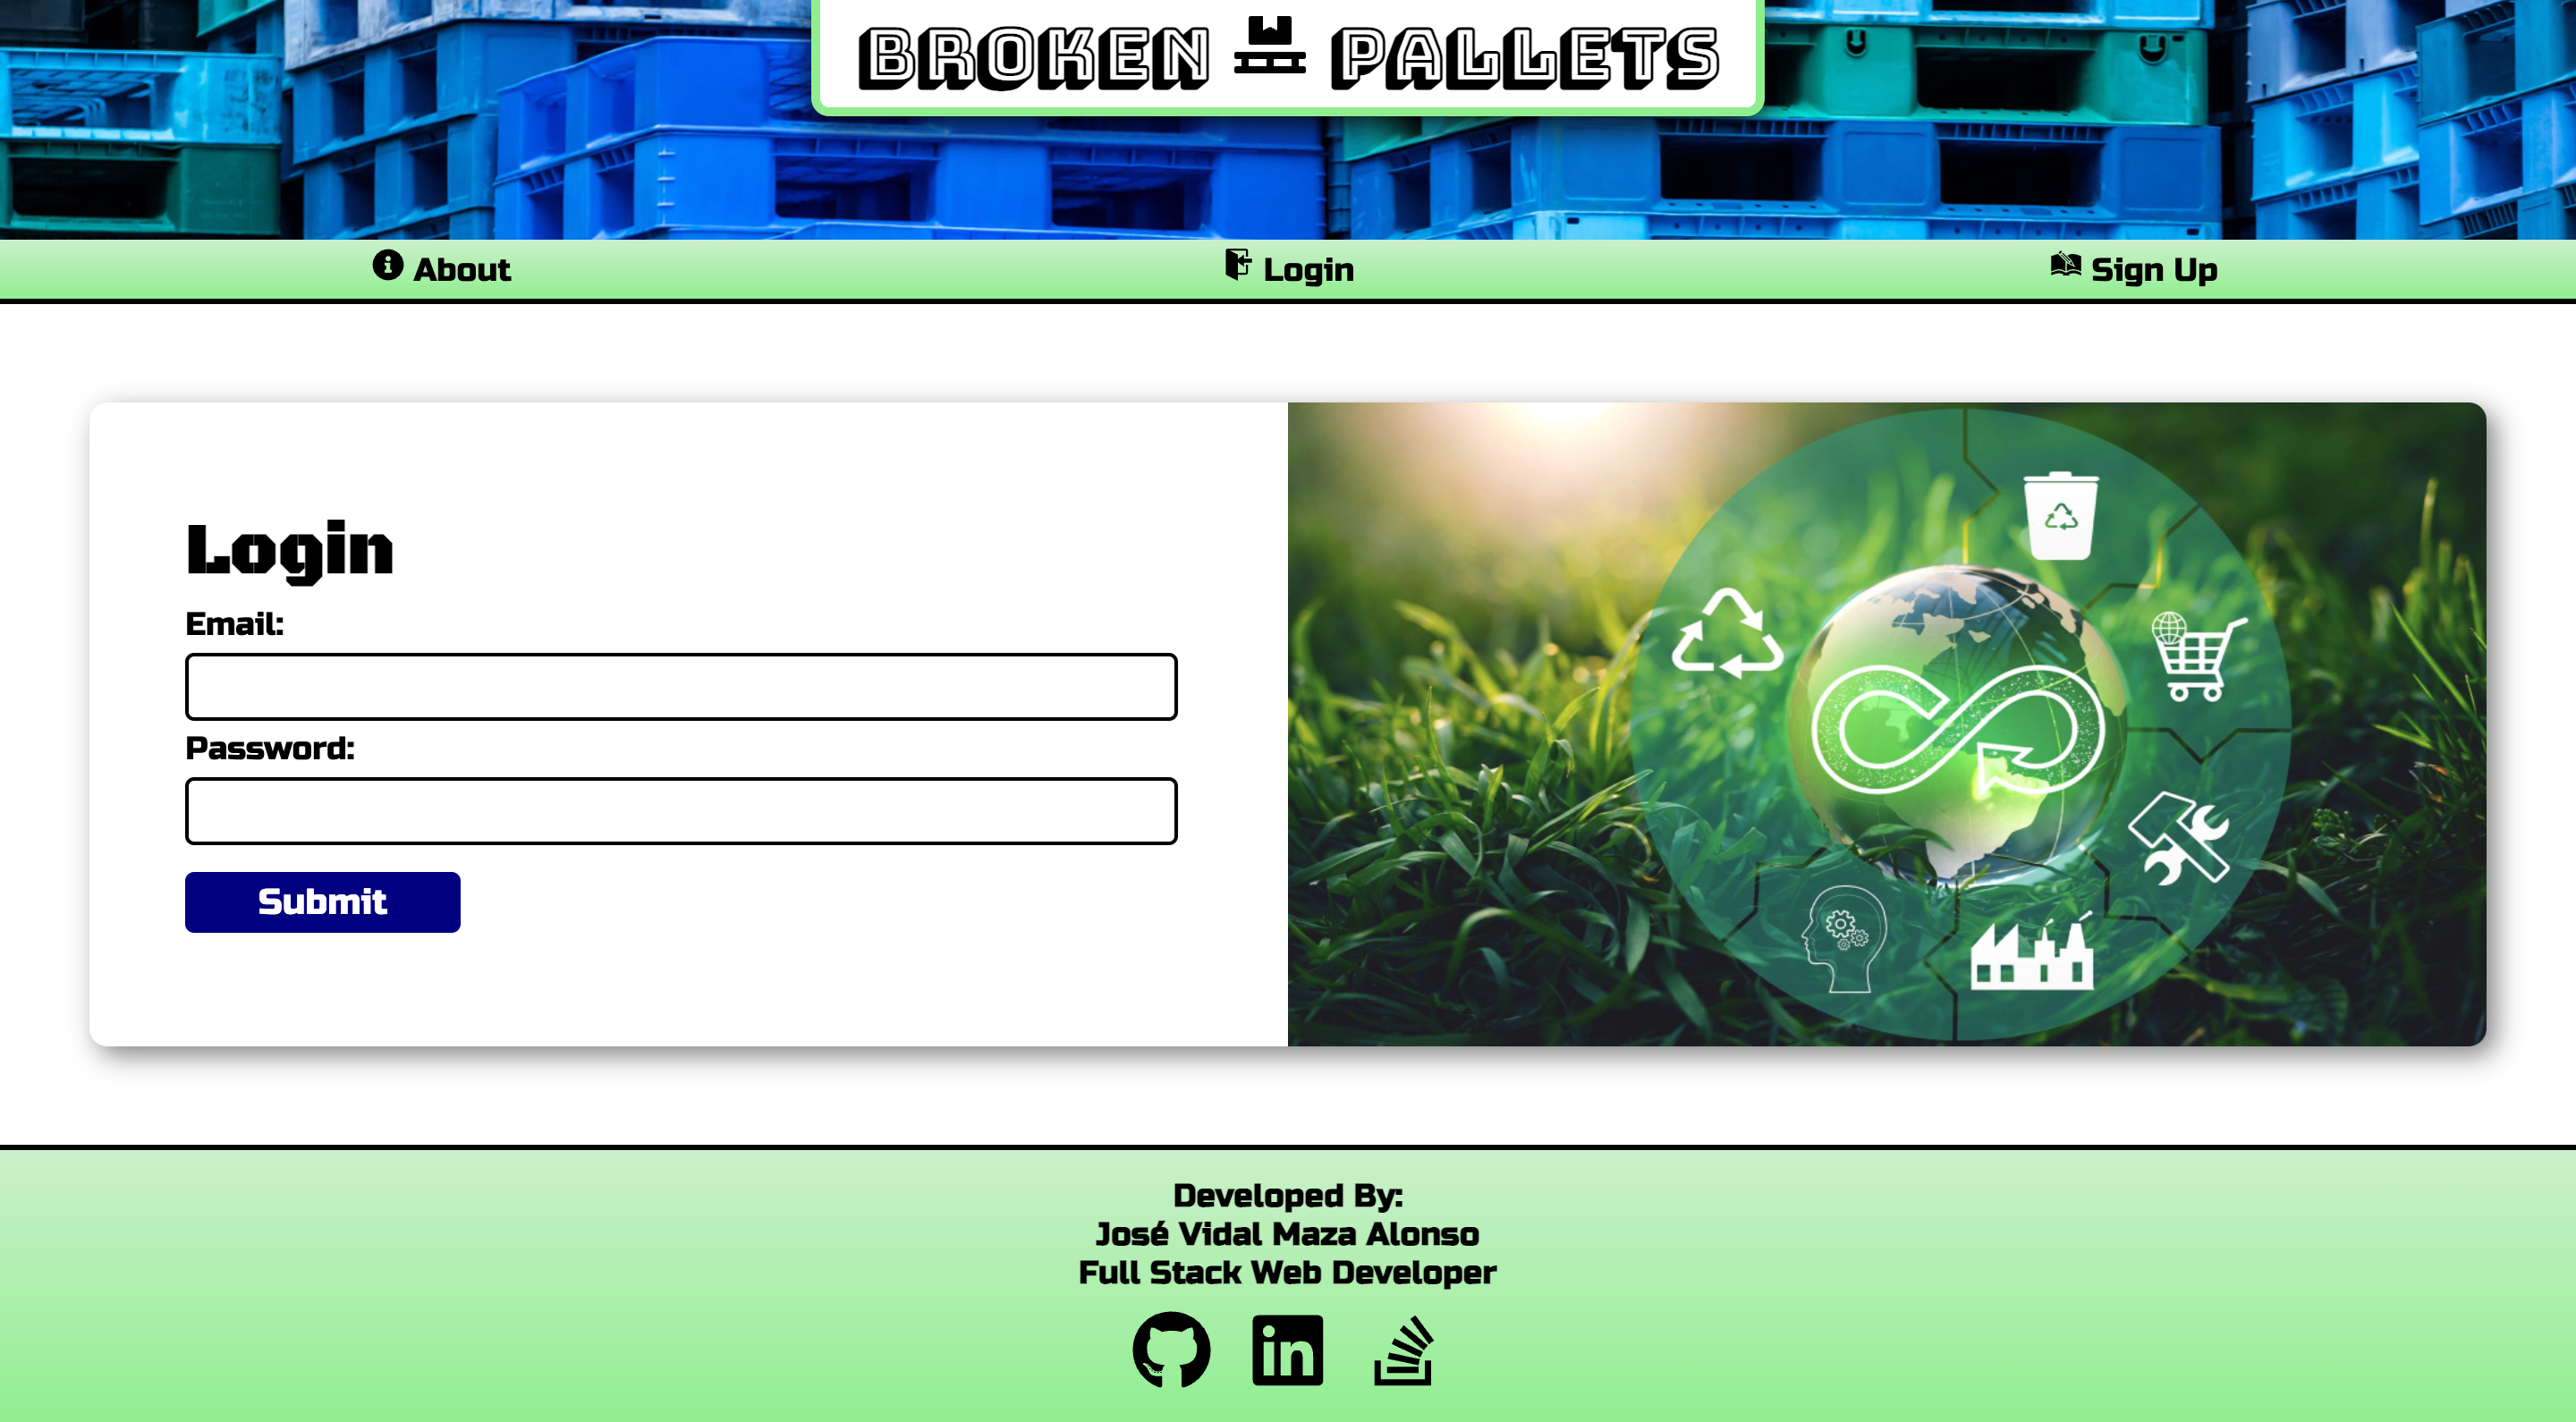 BROKEN PALLETS
About
Login
Sign Up
Login
Email:
Password:
Submit
Developed By:
José Vidal Maza Alonso
Full Stack Web Developer
in